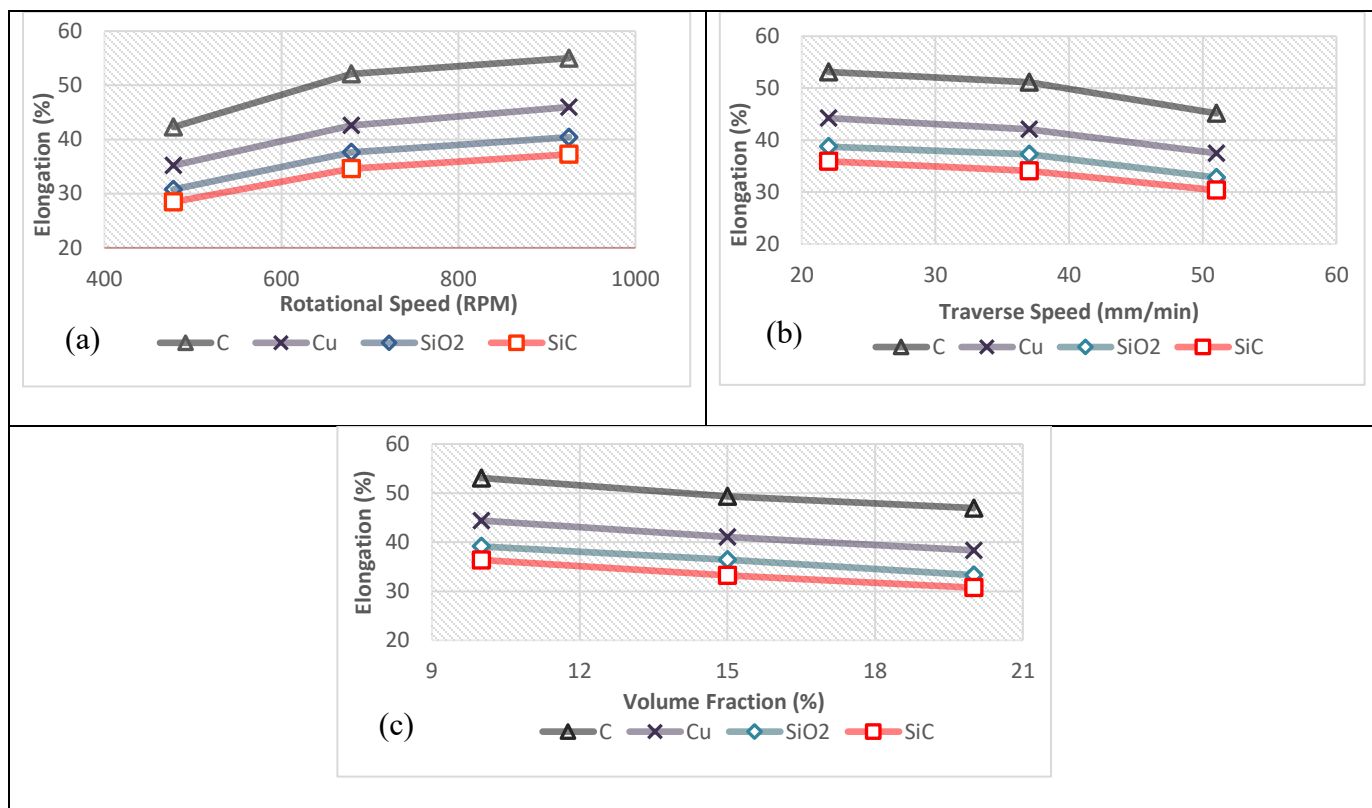 60
50
40
30
20
Elongation (%)
400 600 800 1000
Rotational Speed (RPM)
(a)
C Cu SiO2 SiC
60
50
40
30
20
Elongation (%)
20 30 40 50 60
Traverse Speed (mm/min)
(b)
C Cu SiO2 SiC
60
50
40
30
20
Elongation (%)
9 12 15 18 21
Volume Fraction (%)
(c)
C Cu SiO2 SiC